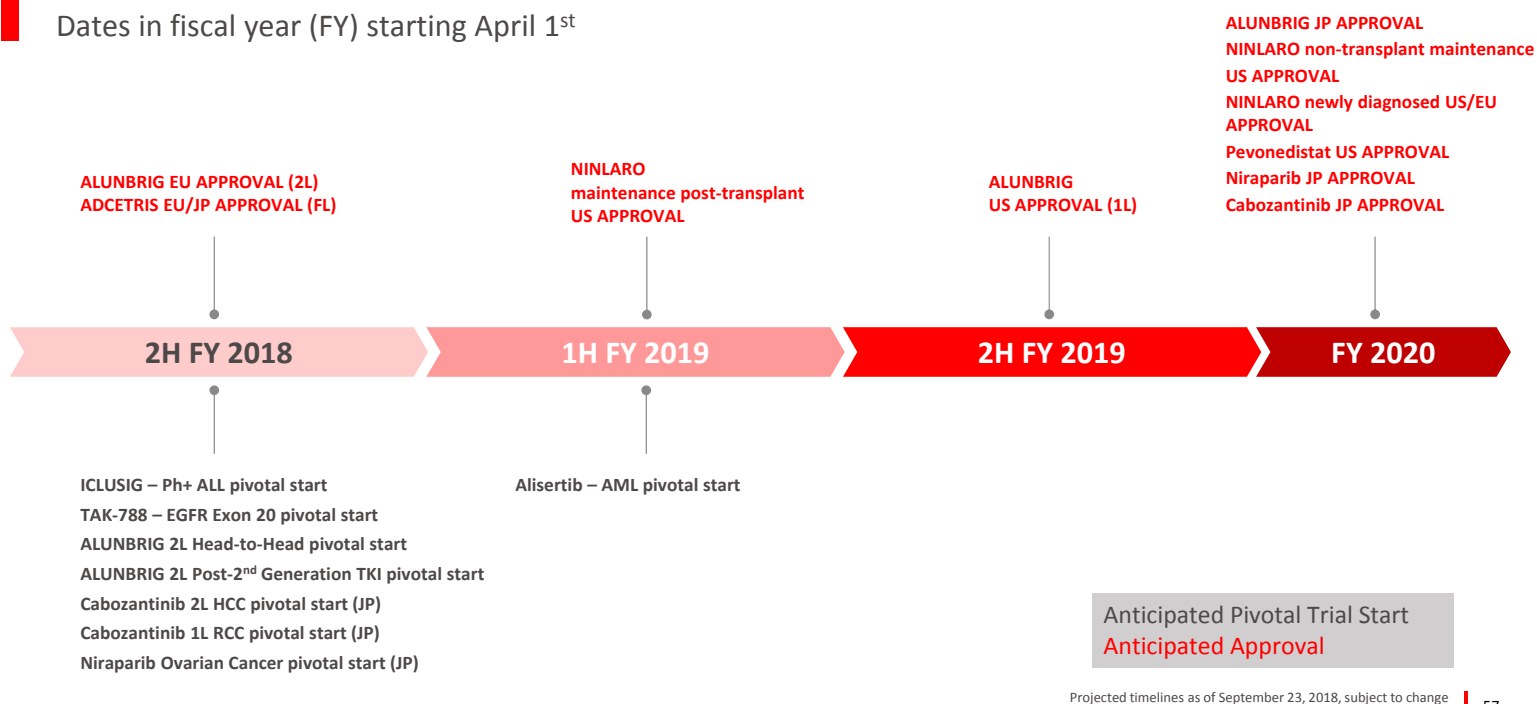 Dates in fiscal year (FY) starting April 1st
ALUNBRIG JP APPROVAL
NINLARO non-transplant maintenance
US APPROVAL
NINLARO newly diagnosed US/EU
APPROVAL
Pevonedistat US APPROVAL
Niraparib JP APPROVAL
Cabozantinib JP APPROVAL
ALUNBRIG EU APPROVAL (2L)
ADCETRIS EU/JP APPROVAL (FL)
NINLARO
maintenance post-transplant
US APPROVAL
ALUNBRIG
US APPROVAL (1L)
2H FY 2018
1H FY 2019
2H FY 2019
FY 2020
ICLUSIG – Ph+ ALL pivotal start
TAK-788 – EGFR Exon 20 pivotal start
ALUNBRIG 2L Head-to-Head pivotal start
ALUNBRIG 2L Post-2nd Generation TKI pivotal start
Cabozantinib 2L HCC pivotal start (JP)
Cabozantinib 1L RCC pivotal start (JP)
Niraparib Ovarian Cancer pivotal start (JP)
Alisertib – AML pivotal start
Anticipated Pivotal Trial Start
Anticipated Approval
Projected timelines as of September 23, 2018, subject to change
57